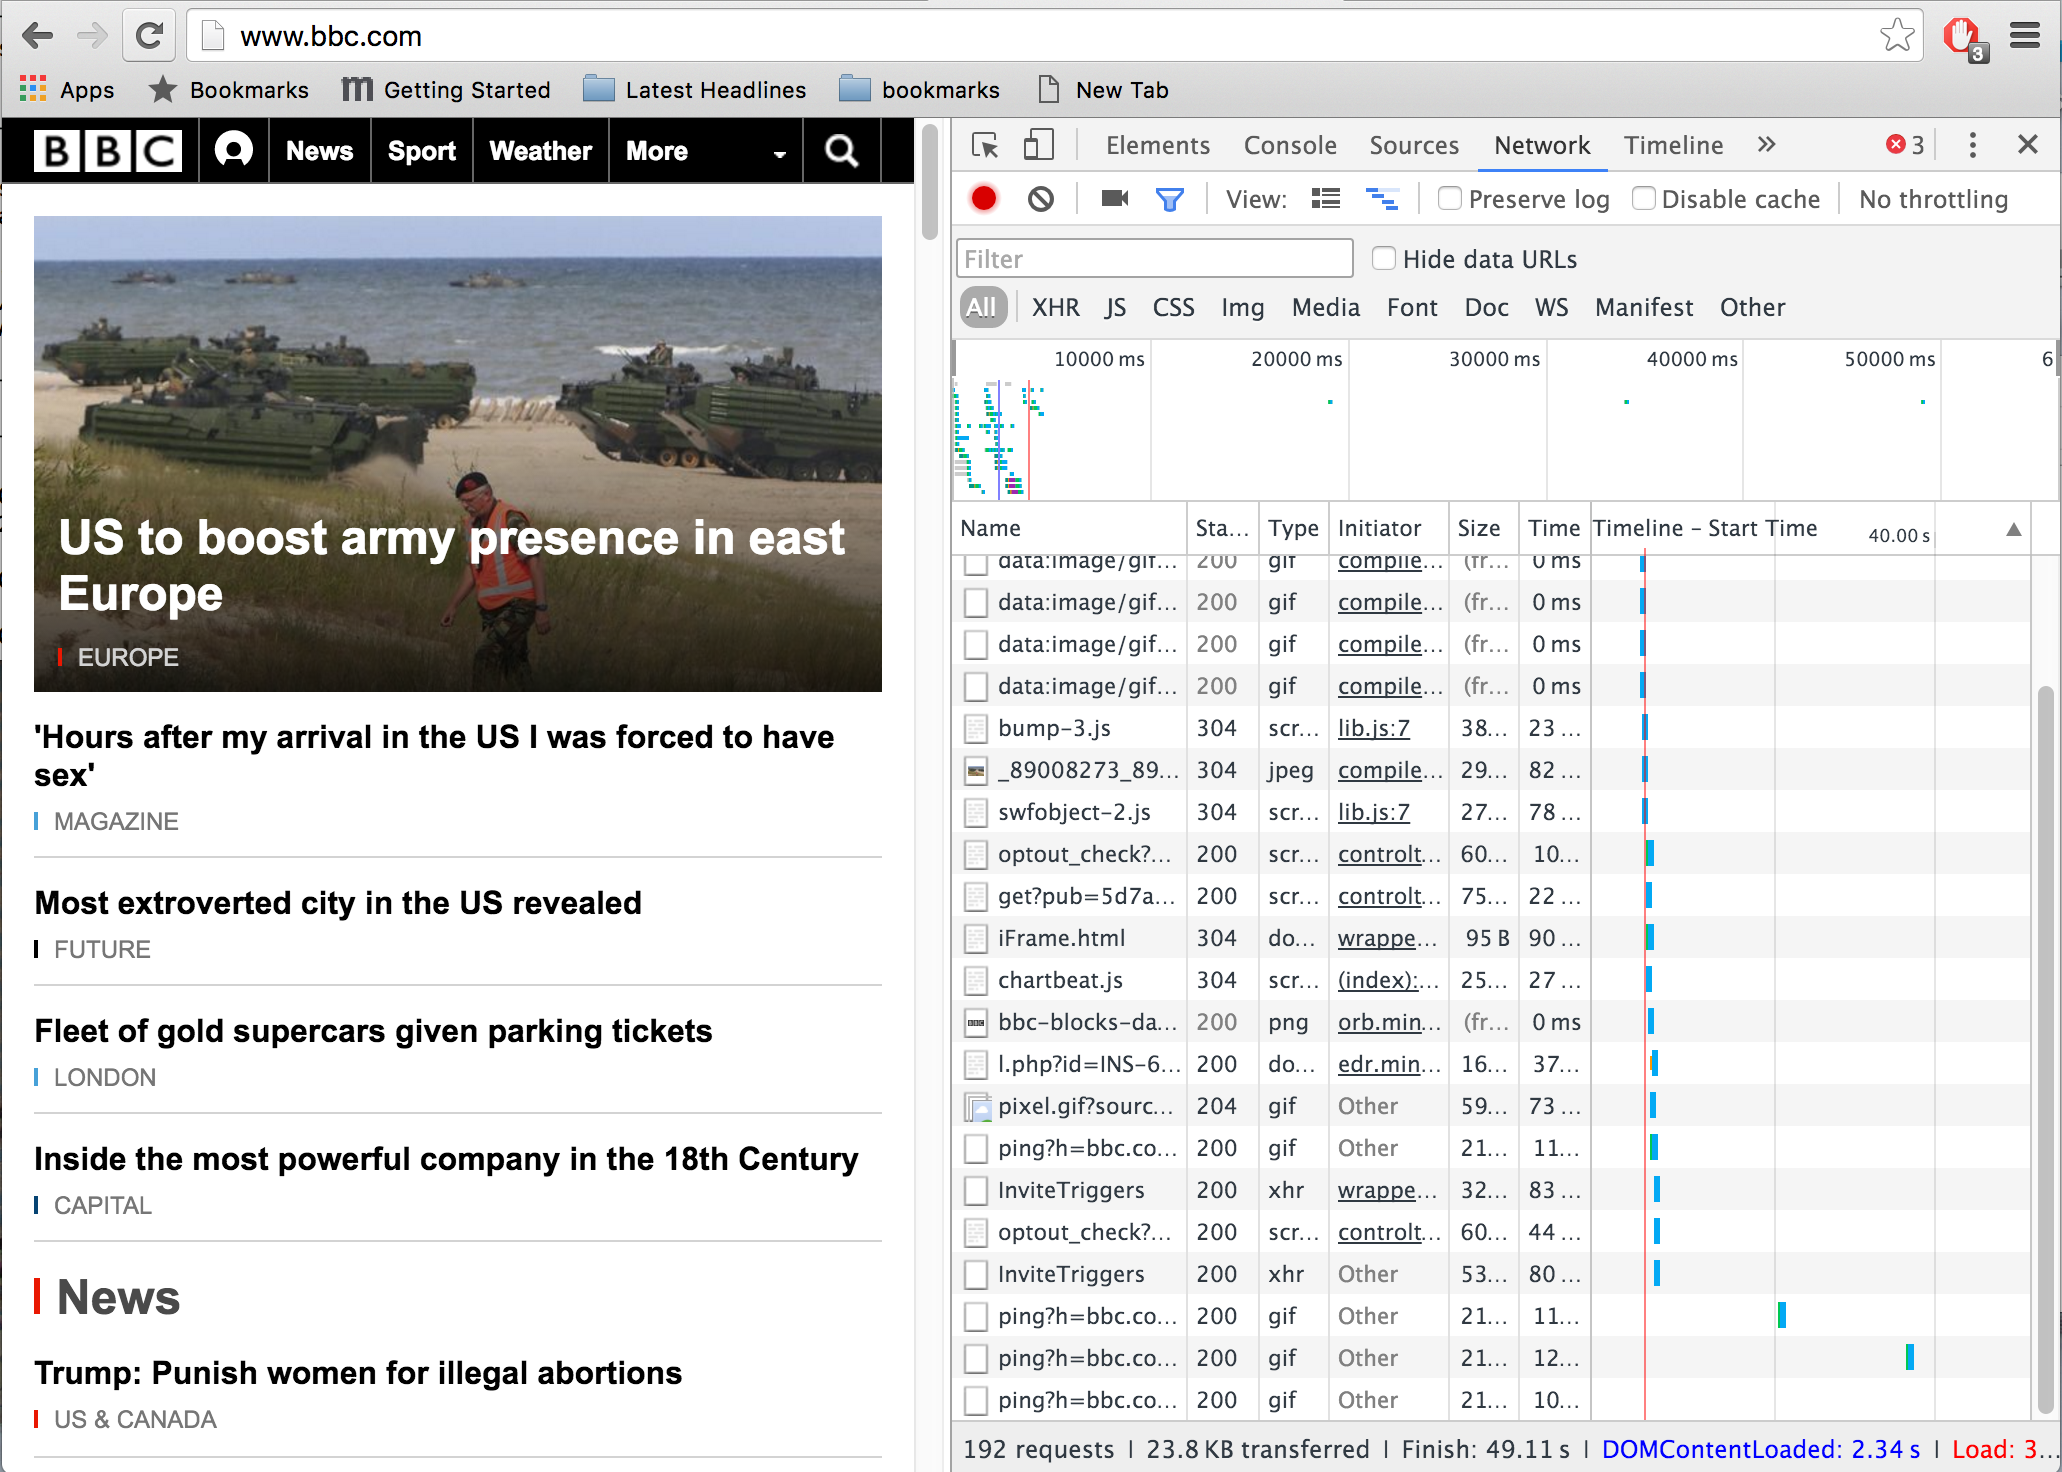 www.bbc.com
3
Apps Bookmarks Getting Started Latest Headlines bookmarks New Tab
BBC News Sport Weather More
US to boost army presence in east
Europe
EUROPE
'Hours after my arrival in the US I was forced to have
sex'
MAGAZINE
Most extroverted city in the US revealed
FUTURE
Fleet of gold supercars given parking tickets
LONDON
Inside the most powerful company in the 18th Century
CAPITAL
News
Trump: Punish women for illegal abortions
US & CANADA
Elements Console Sources Network Timeline » 3
View: Preserve log Disable cache No throttling
Filter Hide data URLs
All XHR JS CSS Img Media Font Doc WS Manifest Other
10000 ms 20000 ms 30000 ms 40000 ms 50000 ms 6
Name Sta... Type Initiator Size Time Timeline – Start Time 40.00 s
data:image/gif... 200 gif compile... (fr... 0 ms
data:image/gif... 200 gif compile... (fr... 0 ms
data:image/gif... 200 gif compile... (fr... 0 ms
data:image/gif... 200 gif compile... (fr... 0 ms
bump-3.js 304 scr... lib.js:7 38... 23 ...
_89008273_89... 304 jpeg compile... 29... 82 ...
swfobject-2.js 304 scr... lib.js:7 27... 78 ...
optout_check?... 200 scr... controlt... 60... 10...
get?pub=5d7a... 200 scr... controlt... 75... 22 ...
iFrame.html 304 do... wrappe... 95 B 90 ...
chartbeat.js 304 scr... (index):... 25... 27 ...
bbc-blocks-da... 200 png orb.min... (fr... 0 ms
l.php?id=INS-6... 200 do... edr.min... 16... 37...
pixel.gif?sourc... 204 gif Other 59... 73 ...
ping?h=bbc.co... 200 gif Other 21... 11...
InviteTriggers 200 xhr wrappe... 32... 83 ...
optout_check?... 200 scr... controlt... 60... 44 ...
InviteTriggers 200 xhr Other 53... 80 ...
ping?h=bbc.co... 200 gif Other 21... 11...
ping?h=bbc.co... 200 gif Other 21... 12...
ping?h=bbc.co... 200 gif Other 21... 10...
192 requests | 23.8 KB transferred | Finish: 49.11 s | DOMContentLoaded: 2.34 s | Load: 3...